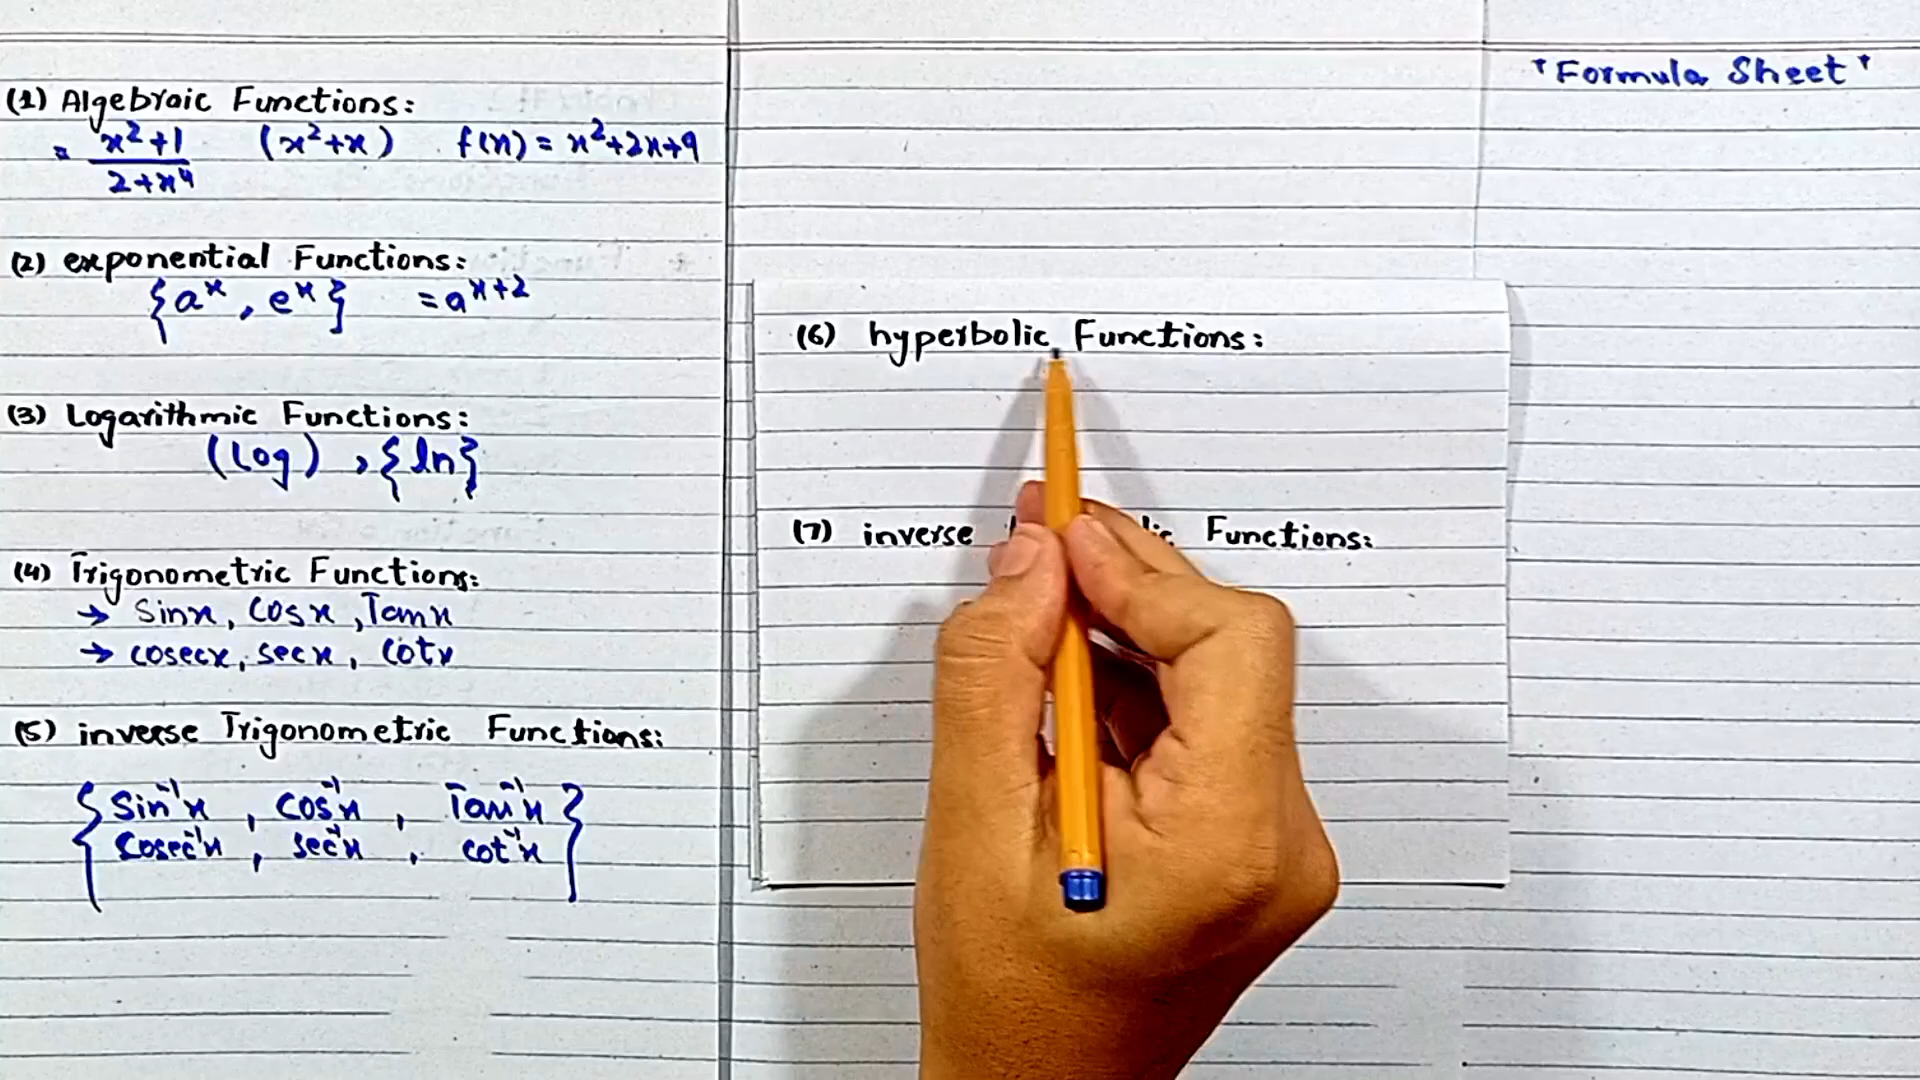 (1) Algebraic Functions:
= x²+1 / 2+x⁴ (x²+x) f(x) = x²+2x+9
(2) exponential Functions:
{aˣ, eˣ} = aˣ⁺²
(3) Logarithmic Functions:
(log) , {ln}
(4) Trigonometric Functions:
→ Sinx, Cosx, Tanx
→ cosecx, secx, cotx
(5) inverse Trigonometric Functions:
{Sin⁻¹x , Cos⁻¹x , Tan⁻¹x
Cosec⁻¹x , sec⁻¹x , cot⁻¹x}
"Formula Sheet"
(6) hyperbolic Functions:
(7) inverse Functions: